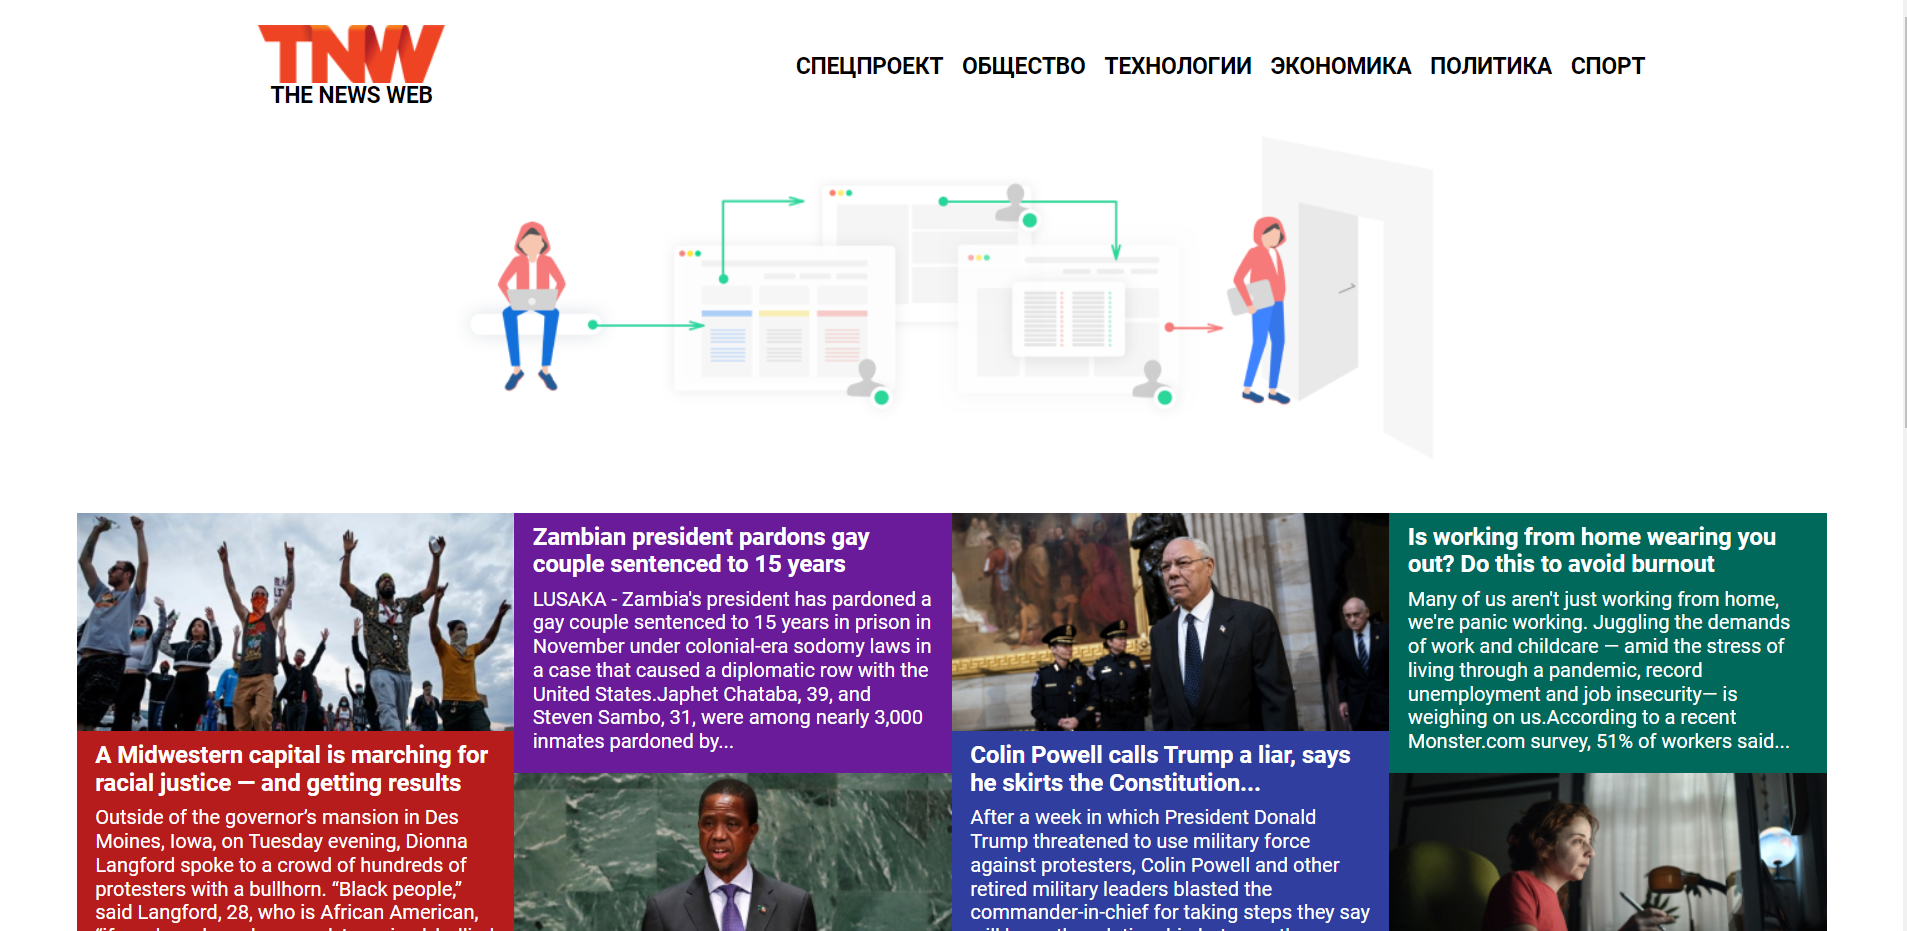 TNW
THE NEWS WEB
СПЕЦПРОЕКТ ОБЩЕСТВО ТЕХНОЛОГИИ ЭКОНОМИКА ПОЛИТИКА СПОРТ
A Midwestern capital is marching for
racial justice — and getting results
Outside of the governor’s mansion in Des
Moines, Iowa, on Tuesday evening, Dionna
Langford spoke to a crowd of hundreds of
protesters with a bullhorn. “Black people,”
said Langford, 28, who is African American,
Zambian president pardons gay
couple sentenced to 15 years
LUSAKA - Zambia's president has pardoned a
gay couple sentenced to 15 years in prison in
November under colonial-era sodomy laws in
a case that caused a diplomatic row with the
United States.Japhet Chataba, 39, and
Steven Sambo, 31, were among nearly 3,000
inmates pardoned by...
Colin Powell calls Trump a liar, says
he skirts the Constitution...
After a week in which President Donald
Trump threatened to use military force
against protesters, Colin Powell and other
retired military leaders blasted the
commander-in-chief for taking steps they say
Is working from home wearing you
out? Do this to avoid burnout
Many of us aren't just working from home,
we're panic working. Juggling the demands
of work and childcare — amid the stress of
living through a pandemic, record
unemployment and job insecurity— is
weighing on us.According to a recent
Monster.com survey, 51% of workers said...